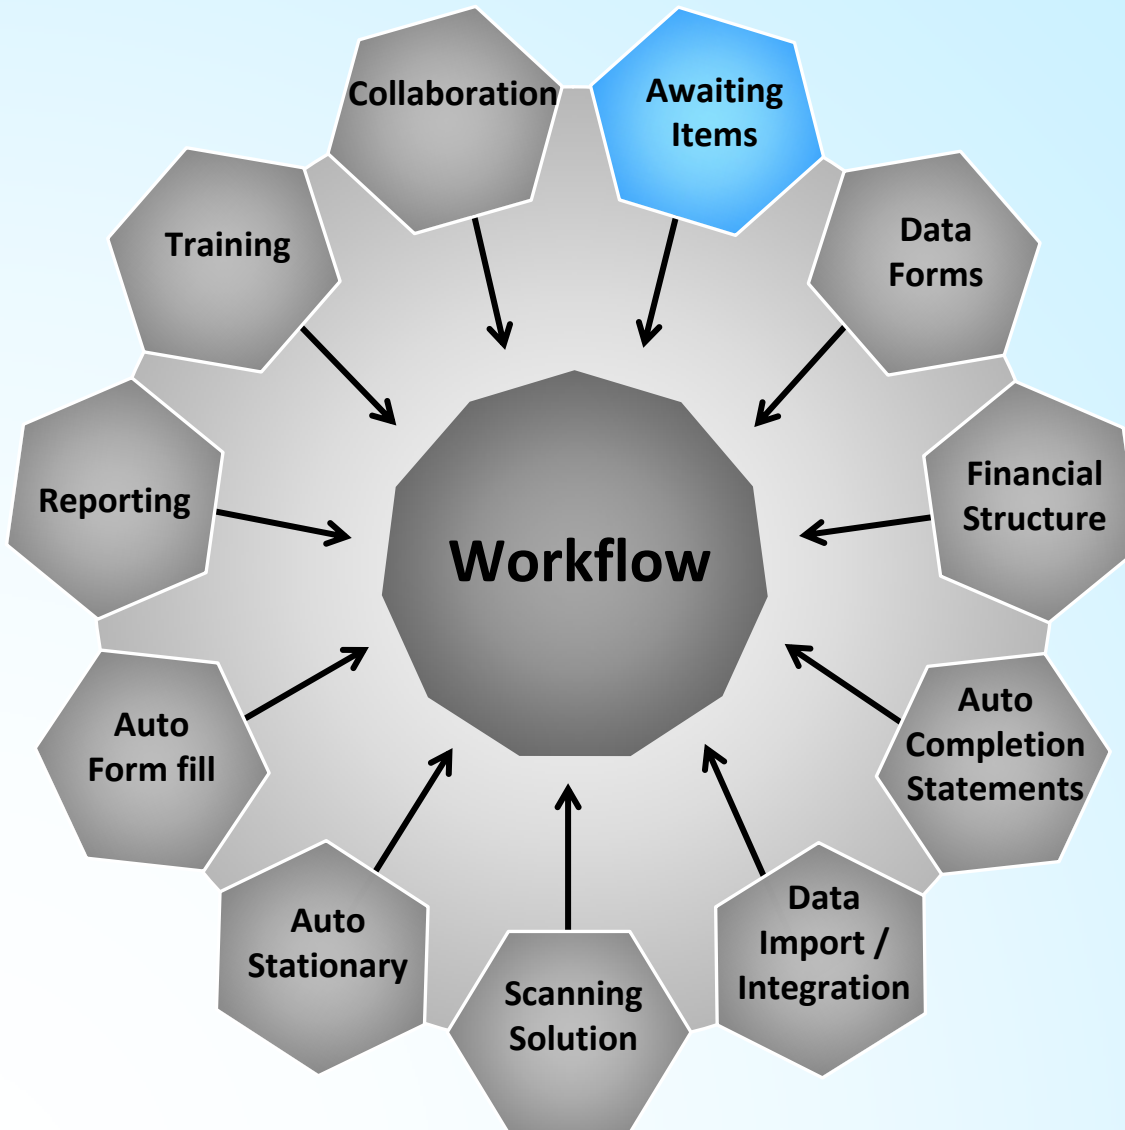 Collaboration
Awaiting
Items
Data
Forms
Financial
Structure
Auto
Completion
Statements
Data
Import /
Integration
Scanning
Solution
Auto
Stationary
Auto
Form fill
Reporting
Training
Workflow